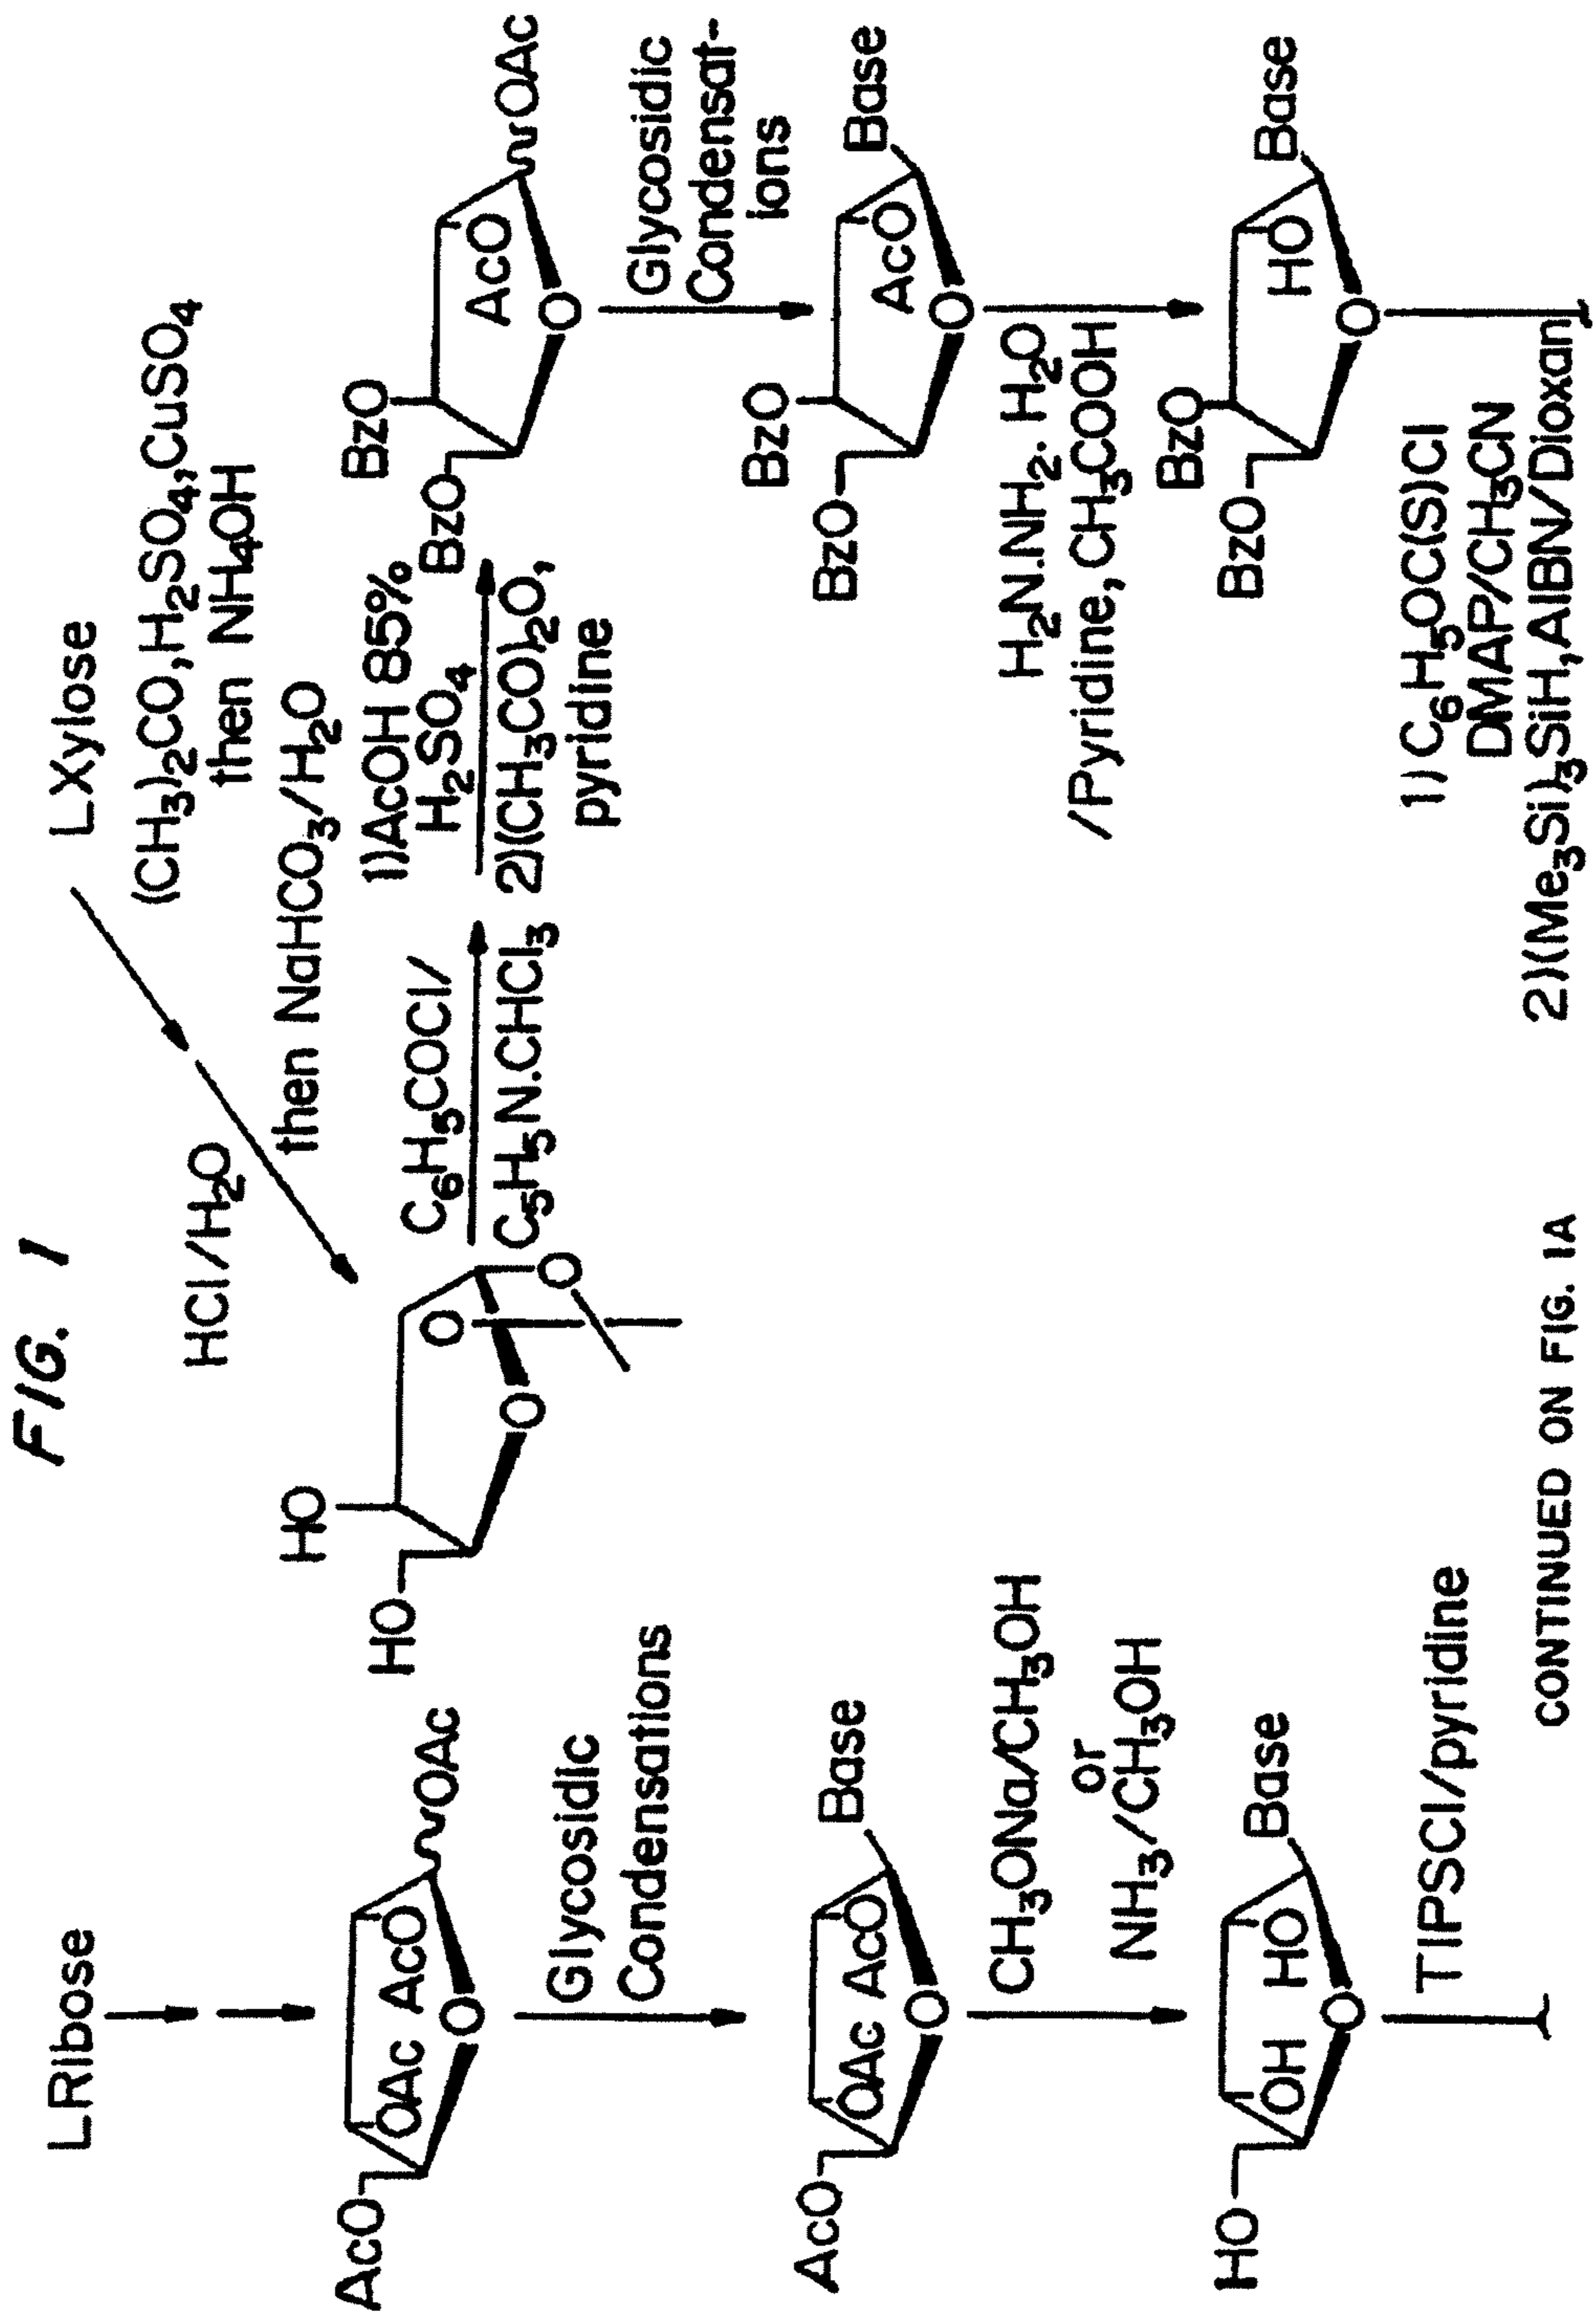 FIG. 1
LRibose
AcO
OAc AcO
OAc
O
Glycosidic
Condensations
AcO
OAc AcO
Base
O
CH3ONa/CH3OH
or
NH3/CH3OH
HO
OH HO
Base
O
TIPSCl/pyridine
LXylose
(CH3)2CO,H2SO4,CuSO4
then NH4OH
HCl/H2O
then NaHCO3/H2O
HO
HO
O
O
O
C6H5COCl/
C5H5N.CHCl3
1)AcOH 85%
H2SO4
2)(CH3CO)2O,
pyridine
BzO
BzO
AcO
OAc
O
Glycosidic
Condensat-
ions
BzO
BzO
AcO
Base
O
H2N.NH2.H2O
/Pyridine,CH3COOH
BzO
BzO
HO
Base
O
1)C6H5OC(S)Cl
DMAP/CH3CN
2)(Me3Si)3SiH,AIBN/Dioxan
CONTINUED ON FIG. 1A